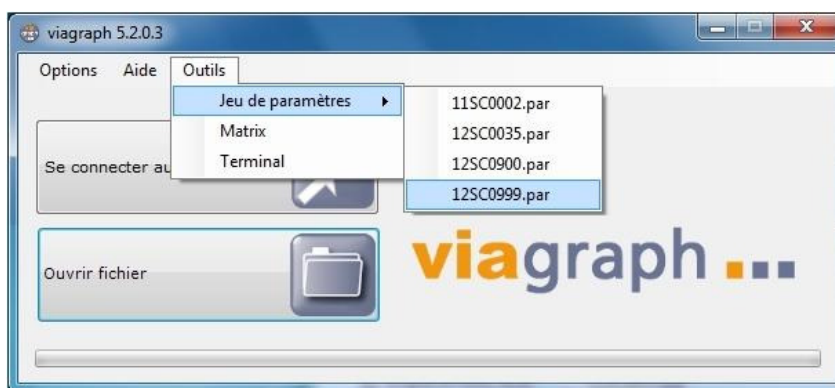 viagraph 5.2.0.3
Options Aide Outils
Jeu de paramètres
Matrix
Terminal
11SC0002.par
12SC0035.par
12SC0900.par
12SC0999.par
Se connecter au
Ouvrir fichier
viagraph ...